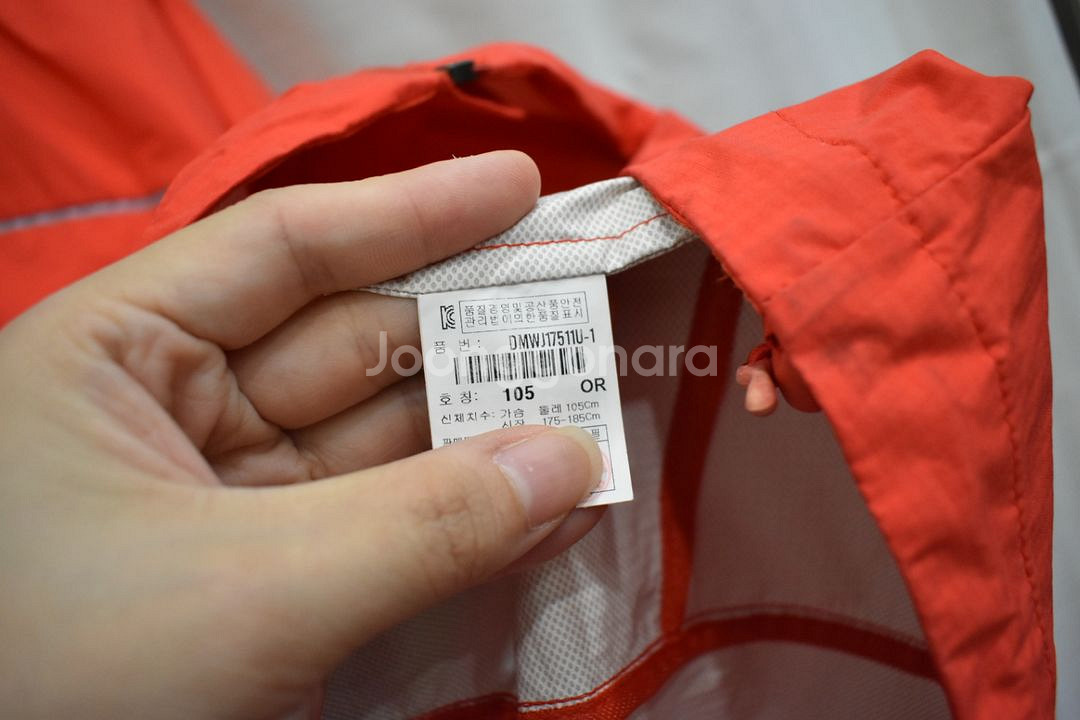 품질경영및공산품안전
관리법에의한품질표시
품 번: DMWJ17511U-1
호 칭: 105 OR
신체치수: 가슴 둘레 105Cm
신장 175-185Cm
Joonggonara